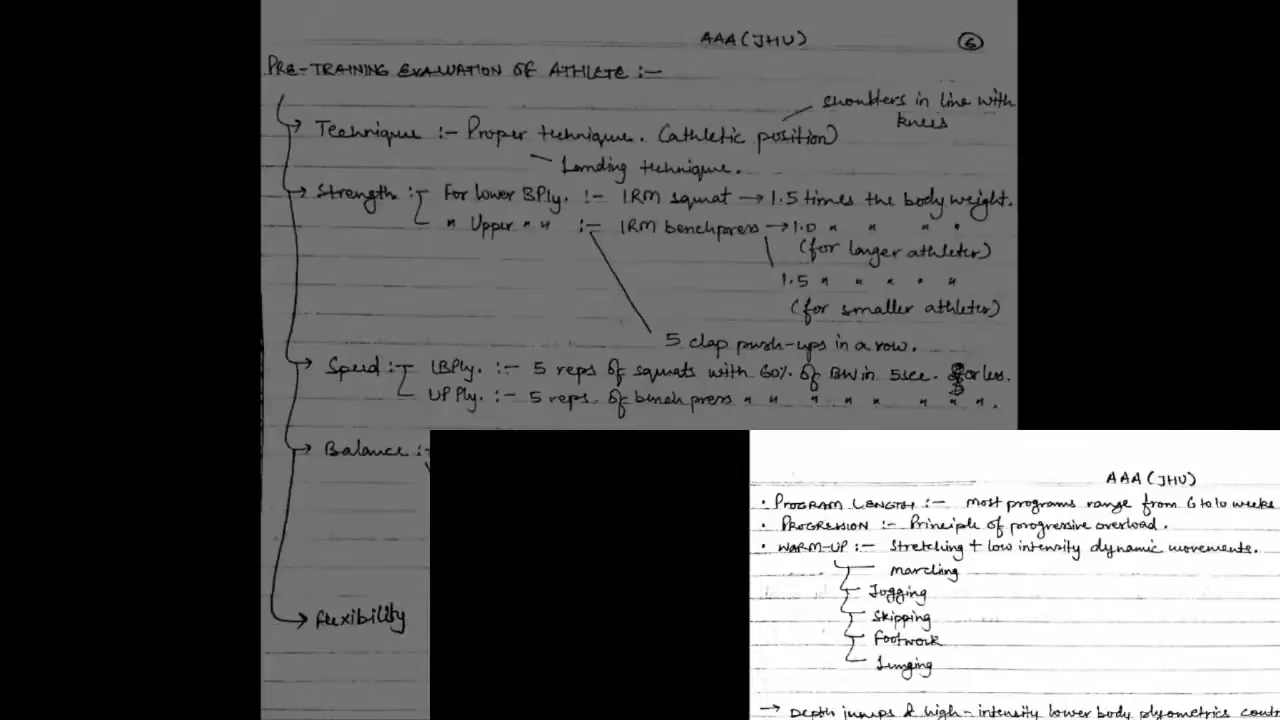 AAA (JHU) 6
PRE-TRAINING EVALUATION OF ATHLETE :-
shoulders in line with
knees
Technique :- Proper technique. (athletic position)
Landing technique.
Strength :- For lower BPly. :- 1RM squat → 1.5 times the body weight.
" Upper " " :- 1RM benchpress → 1.0 " " " "
(for larger athletes)
1.5 " " " " "
(for smaller athletes)
5 clap push-ups in a row.
Speed :- LBPly. :- 5 reps of squats with 60% of BW in 5sec. or less.
UP Ply. :- 5 reps. of bench press " " " " " " " ".
Balance :-
flexibility
AAA (JHU)
• PROGRAM LENGTH :- most programs range from 6 to 10 weeks
• PROGRESSION :- Principle of progressive overload.
• WARM-UP :- Stretching + low intensity dynamic movements.
marching
Jogging
Skipping
footwork
Lunging
→ Depth jumps & high-intensity lower body plyometrics cont